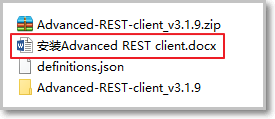 Advanced-REST-client_v3.1.9.zip
安装Advanced REST client.docx
definitions.json
Advanced-REST-client_v3.1.9